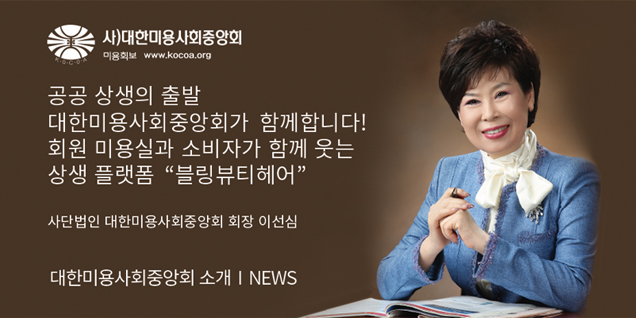 사)대한미용사회중앙회
미용회보 www.kocoa.org
K·O·C·O·A
공공 상생의 출발
대한미용사회중앙회가 함께합니다!
회원 미용실과 소비자가 함께 웃는
상생 플랫폼 “블링뷰티헤어”
사단법인 대한미용사회중앙회 회장 이선심
대한미용사회중앙회 소개 I NEWS